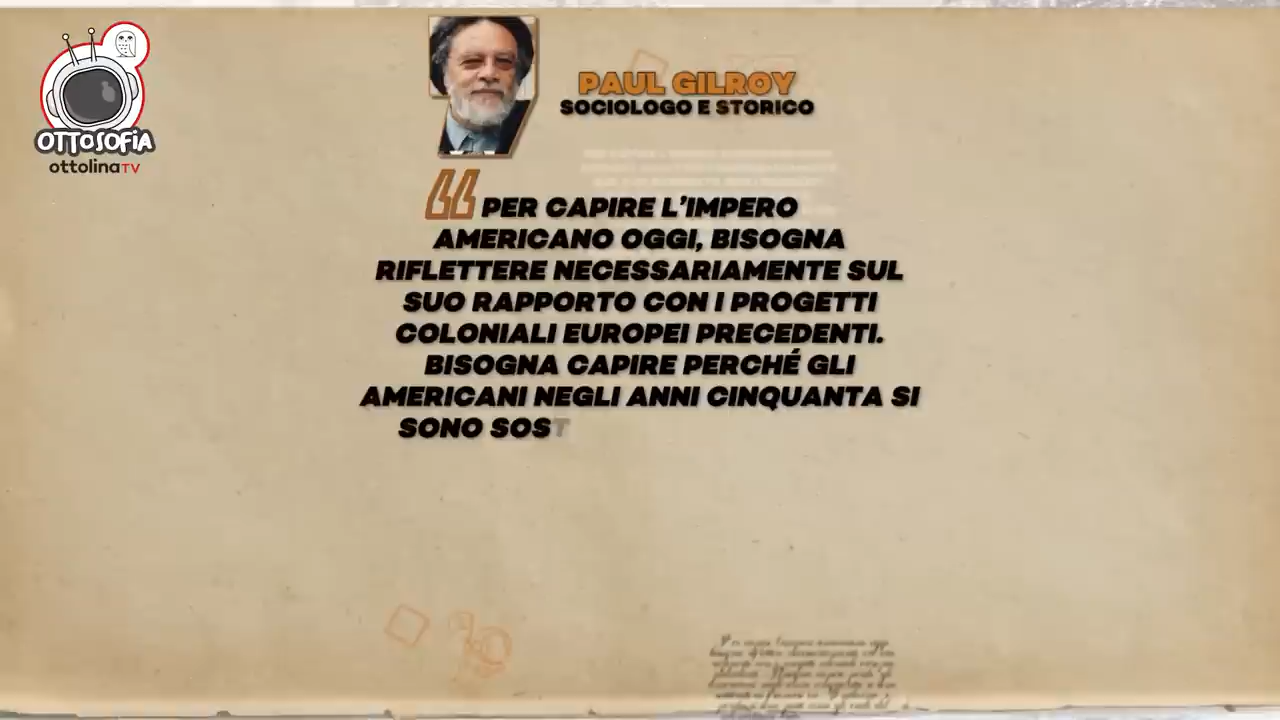 OTTOSOFIA
ottolinaTV
PAUL GILROY
SOCIOLOGO E STORICO
PER CAPIRE L’IMPERO
AMERICANO OGGI, BISOGNA
RIFLETTERE NECESSARIAMENTE SUL
SUO RAPPORTO CON I PROGETTI
COLONIALI EUROPEI PRECEDENTI.
BISOGNA CAPIRE PERCHÉ GLI
AMERICANI NEGLI ANNI CINQUANTA SI
SONO SOST